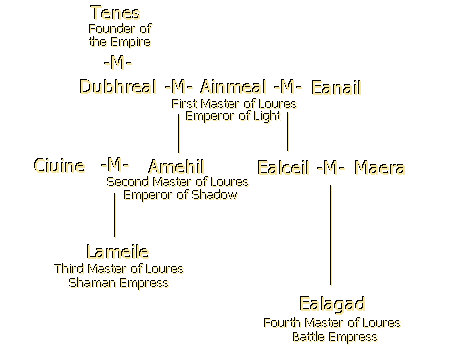 Tenes
Founder of
the Empire
-M-
Dubhreal -M- Ainmeal -M- Eanail
First Master of Loures
Emperor of Light
Ciuine -M- Amehil Ealceil -M- Maera
Second Master of Loures
Emperor of Shadow
Lameile
Third Master of Loures
Shaman Empress
Ealagad
Fourth Master of Loures
Battle Empress